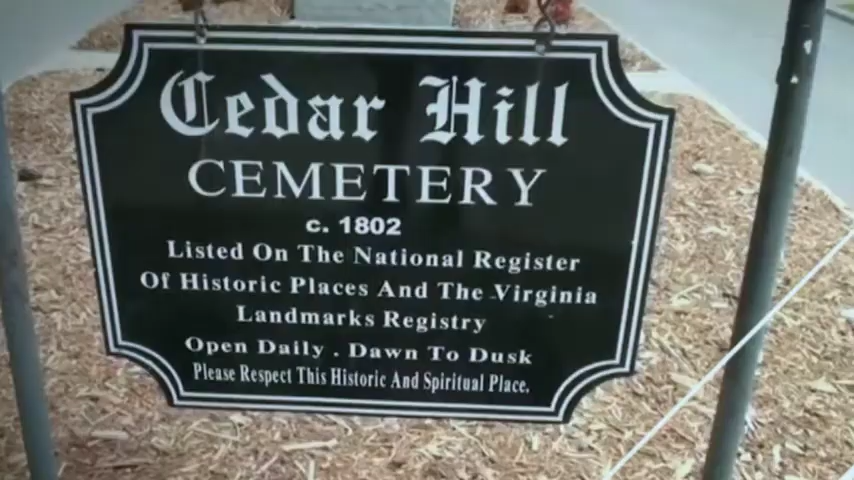 Cedar Hill
CEMETERY
c. 1802
Listed On The National Register
Of Historic Places And The Virginia
Landmarks Registry
Open Daily . Dawn To Dusk
Please Respect This Historic And Spiritual Place.